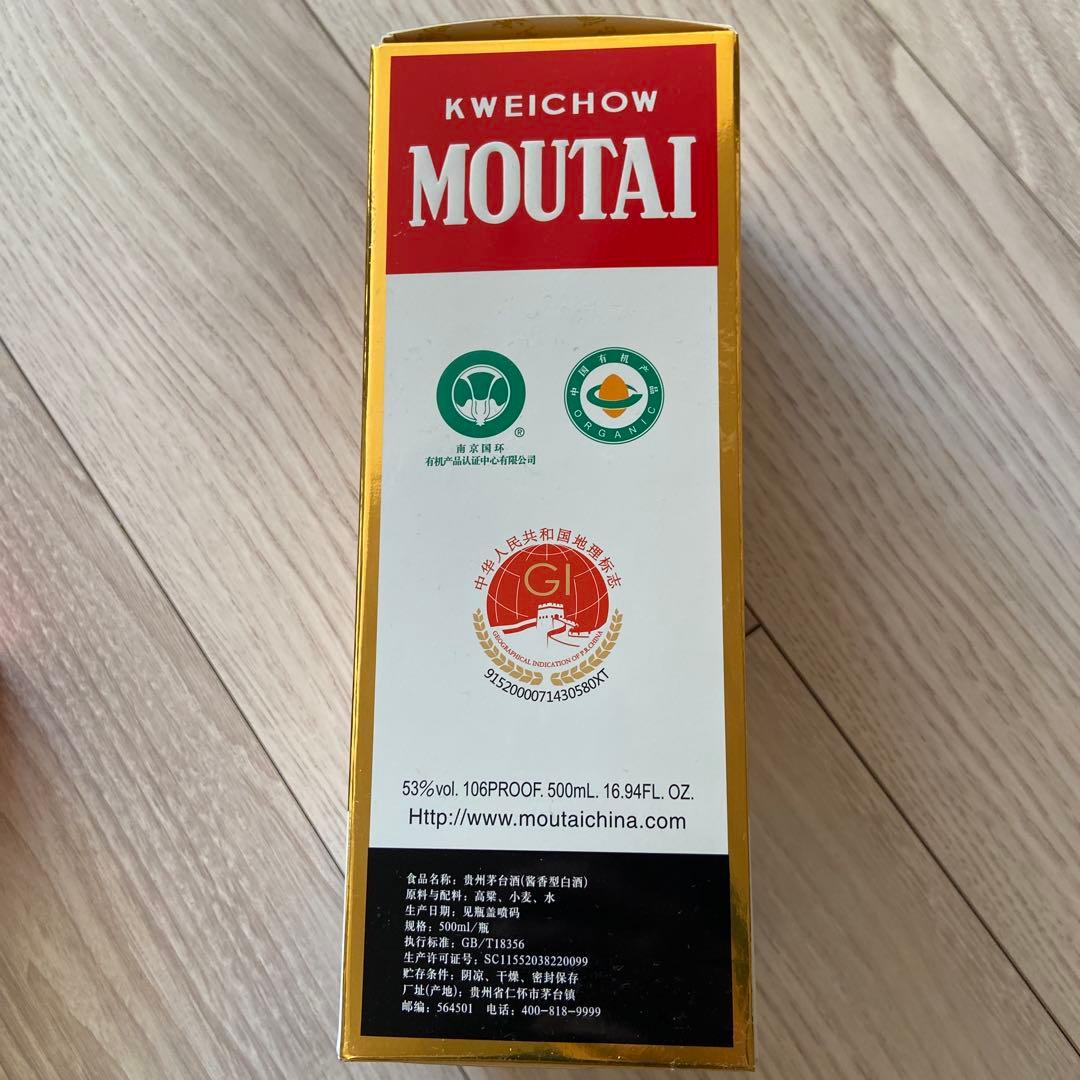 KWEICHOW
MOUTAI
®
南京国环
有机产品认证中心有限公司
中国有机产品
ORGANIC
中华人民共和国地理标志
GI
GEOGRAPHICAL INDICATION OF P.R.CHINA
9152000071430580XT
53%vol. 106PROOF. 500mL. 16.94FL. OZ.
Http://www.moutaichina.com
食品名称：贵州茅台酒(酱香型白酒)
原料与配料：高粱、小麦、水
生产日期：见瓶盖喷码
规格：500ml/瓶
执行标准：GB/T18356
生产许可证号：SC11552038220099
贮存条件：阴凉、干燥、密封保存
厂址(产地)：贵州省仁怀市茅台镇
邮编：564501 电话：400-818-9999